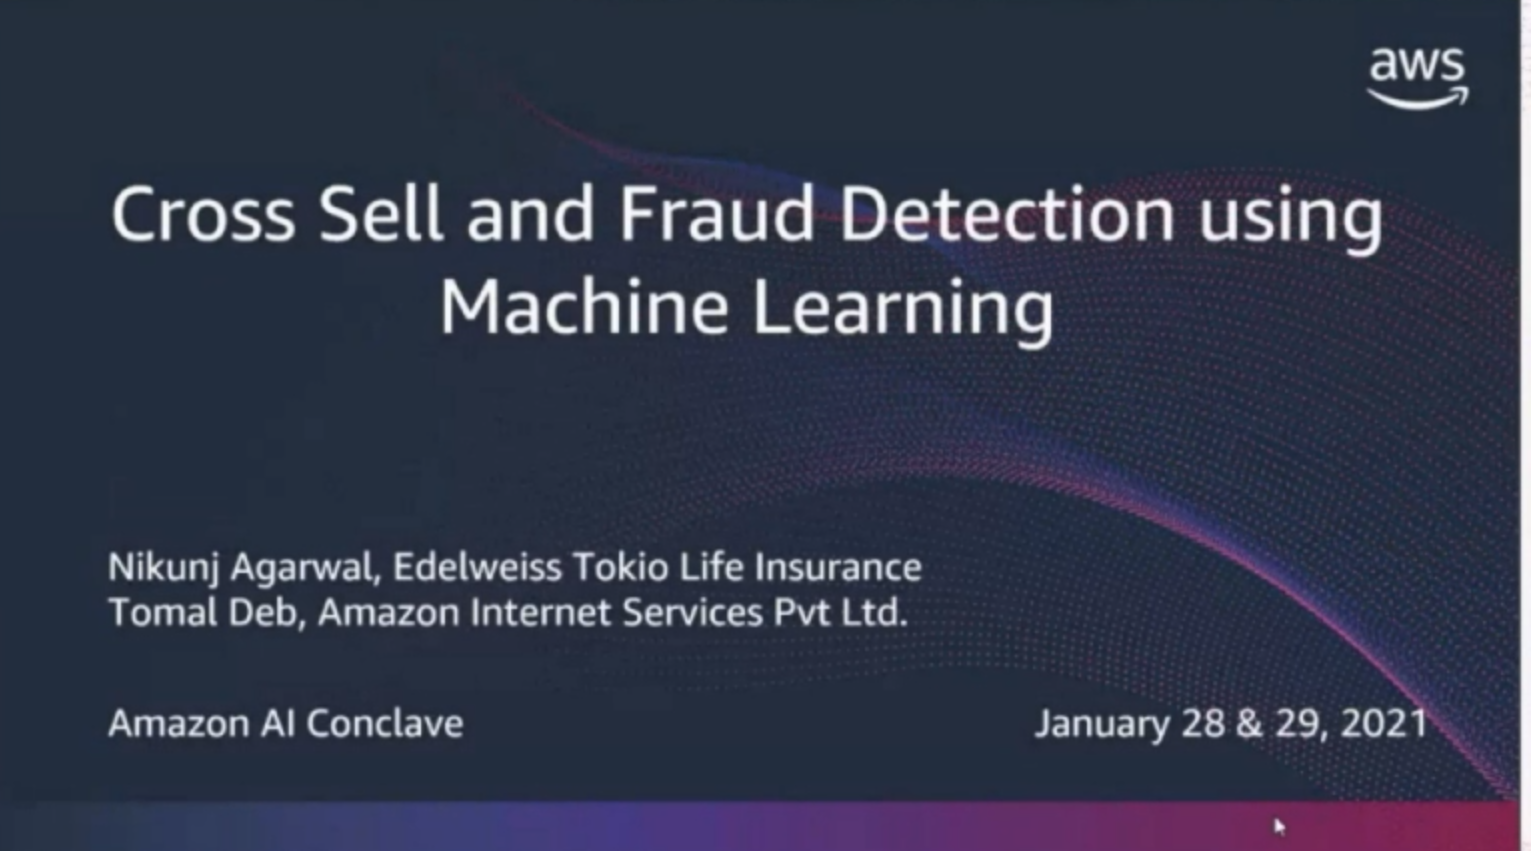 aws
Cross Sell and Fraud Detection using
Machine Learning
Nikunj Agarwal, Edelweiss Tokio Life Insurance
Tomal Deb, Amazon Internet Services Pvt Ltd.
Amazon AI Conclave
January 28 & 29, 2021